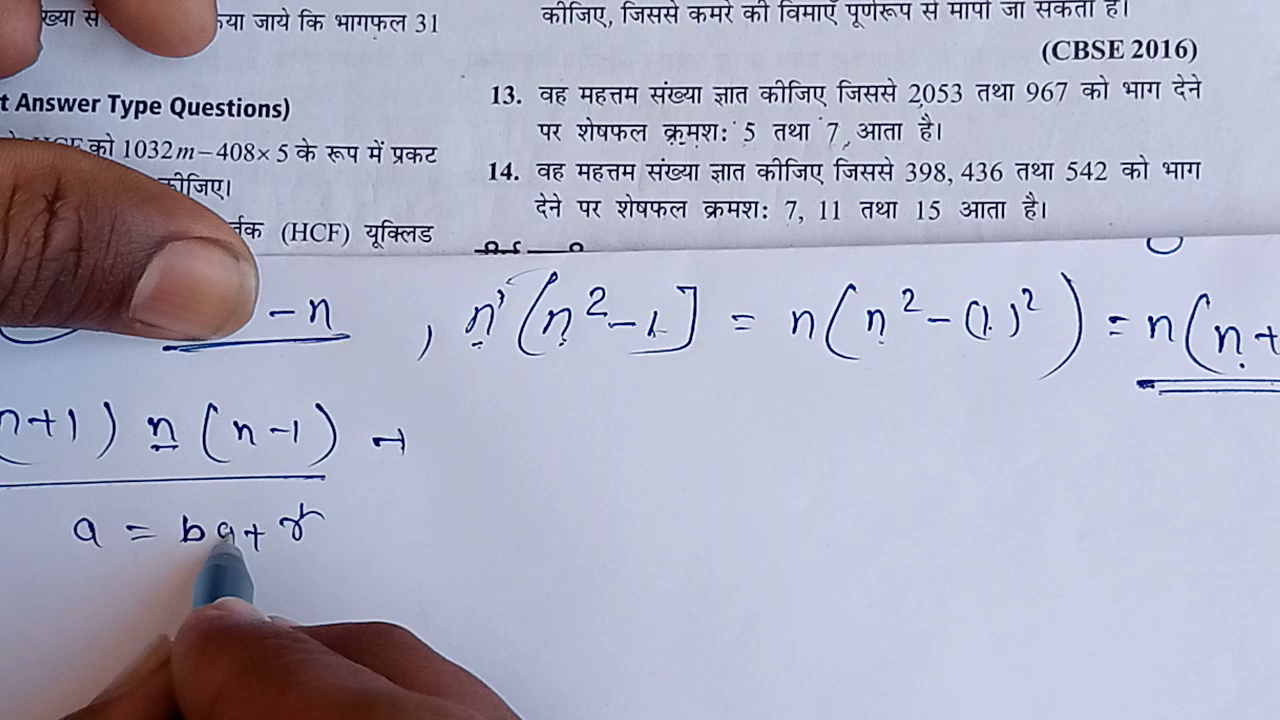 या जाये कि भागफल 31
t Answer Type Questions)
को 1032m–408×5 के रूप में प्रकट
कीजिए।
(HCF) यूक्लिड
कीजिए, जिससे कमरे की विमाएँ पूर्णरूप से मापी जा सकती हैं।
(CBSE 2016)
13. वह महत्तम संख्या ज्ञात कीजिए जिससे 2053 तथा 967 को भाग देने
पर शेषफल क्रमशः 5 तथा 7 आता है।
14. वह महत्तम संख्या ज्ञात कीजिए जिससे 398, 436 तथा 542 को भाग
देने पर शेषफल क्रमशः 7, 11 तथा 15 आता है।
-n , n(n²-1] = n(n²-(1)²) = n(n+
n+1) n (n-1) →
a = bq+r